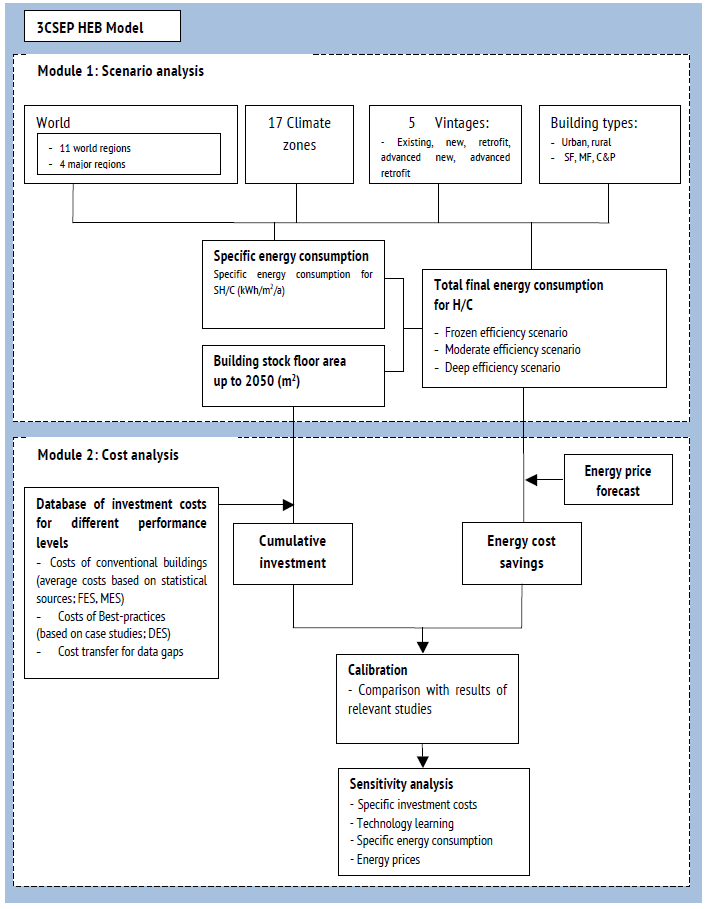 3CSEP HEB Model
Module 1: Scenario analysis
World
- 11 world regions
- 4 major regions
17 Climate
zones
5 Vintages:
- Existing, new, retrofit,
advanced new, advanced
retrofit
Building types:
- Urban, rural
- SF, MF, C&P
Specific energy consumption
Specific energy consumption for
SH/C (kWh/m²/a)
Total final energy consumption
for H/C
- Frozen efficiency scenario
- Moderate efficiency scenario
- Deep efficiency scenario
Building stock floor area
up to 2050 (m²)
Module 2: Cost analysis
Energy price
forecast
Database of investment costs
for different performance
levels
- Costs of conventional buildings
(average costs based on statistical
sources; FES, MES)
- Costs of Best-practices
(based on case studies; DES)
- Cost transfer for data gaps
Cumulative
investment
Energy cost
savings
Calibration
- Comparison with results of
relevant studies
Sensitivity analysis
- Specific investment costs
- Technology learning
- Specific energy consumption
- Energy prices